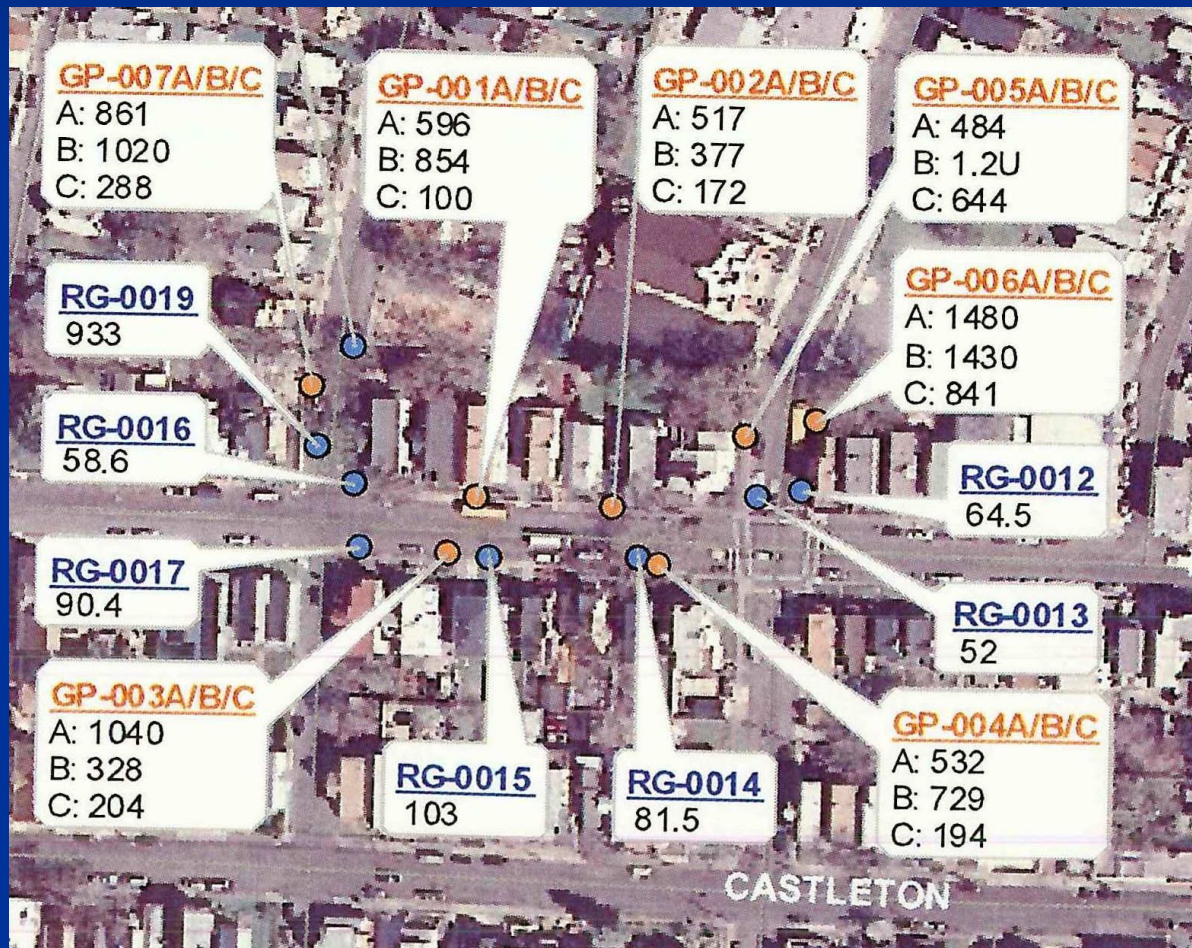 GP-007A/B/C
A: 861
B: 1020
C: 288
GP-001A/B/C
A: 596
B: 854
C: 100
GP-002A/B/C
A: 517
B: 377
C: 172
GP-005A/B/C
A: 484
B: 1.2U
C: 644
RG-0019
933
GP-006A/B/C
A: 1480
B: 1430
C: 841
RG-0016
58.6
RG-0012
64.5
RG-0017
90.4
RG-0013
52
GP-003A/B/C
A: 1040
B: 328
C: 204
RG-0015
103
RG-0014
81.5
GP-004A/B/C
A: 532
B: 729
C: 194
CASTLETON